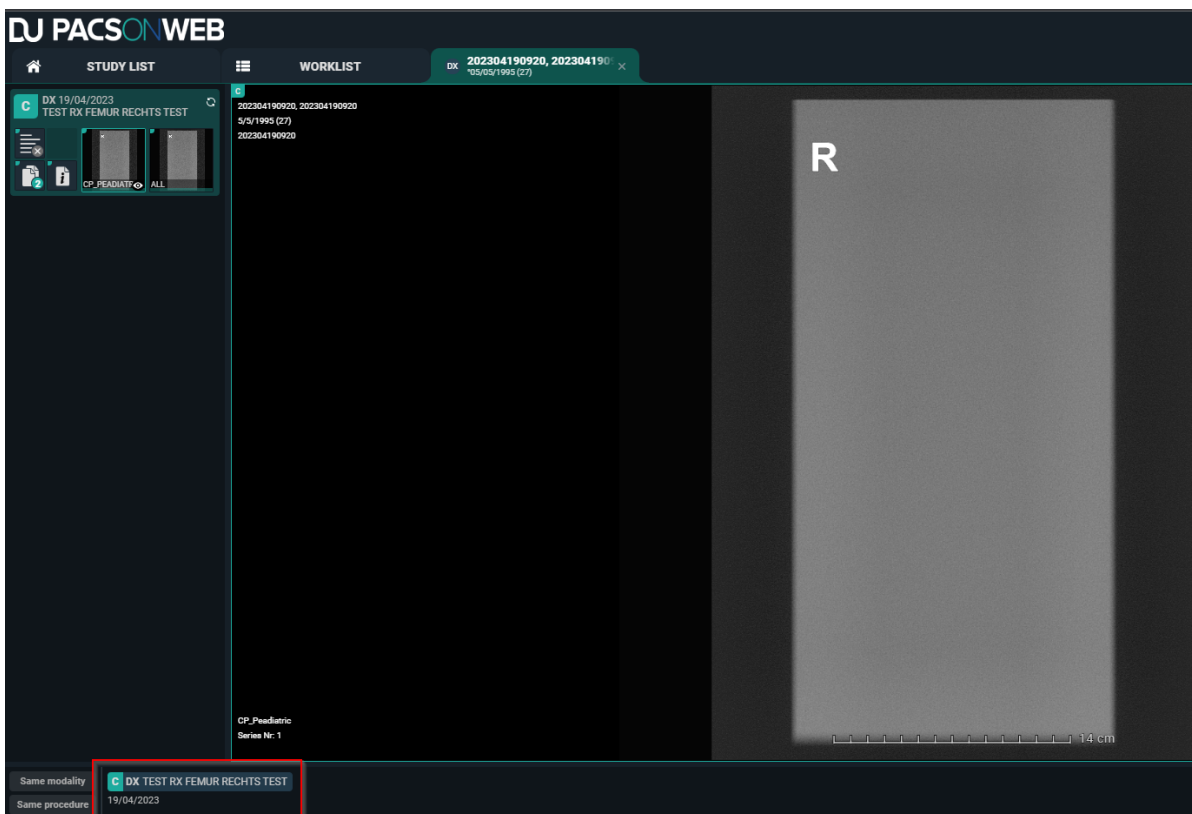 DJ PACSONWEB
STUDY LIST
WORKLIST
DX 202304190920, 20230419091
*05/05/1995 (27)
C DX 19/04/2023
TEST RX FEMUR RECHTS TEST
2
i
CP_PEADIATR
ALL
C
202304190920, 202304190920
5/5/1995 (27)
202304190920
R
14 cm
CP_Peadiatric
Series Nr: 1
Same modality
Same procedure
C DX TEST RX FEMUR RECHTS TEST
19/04/2023